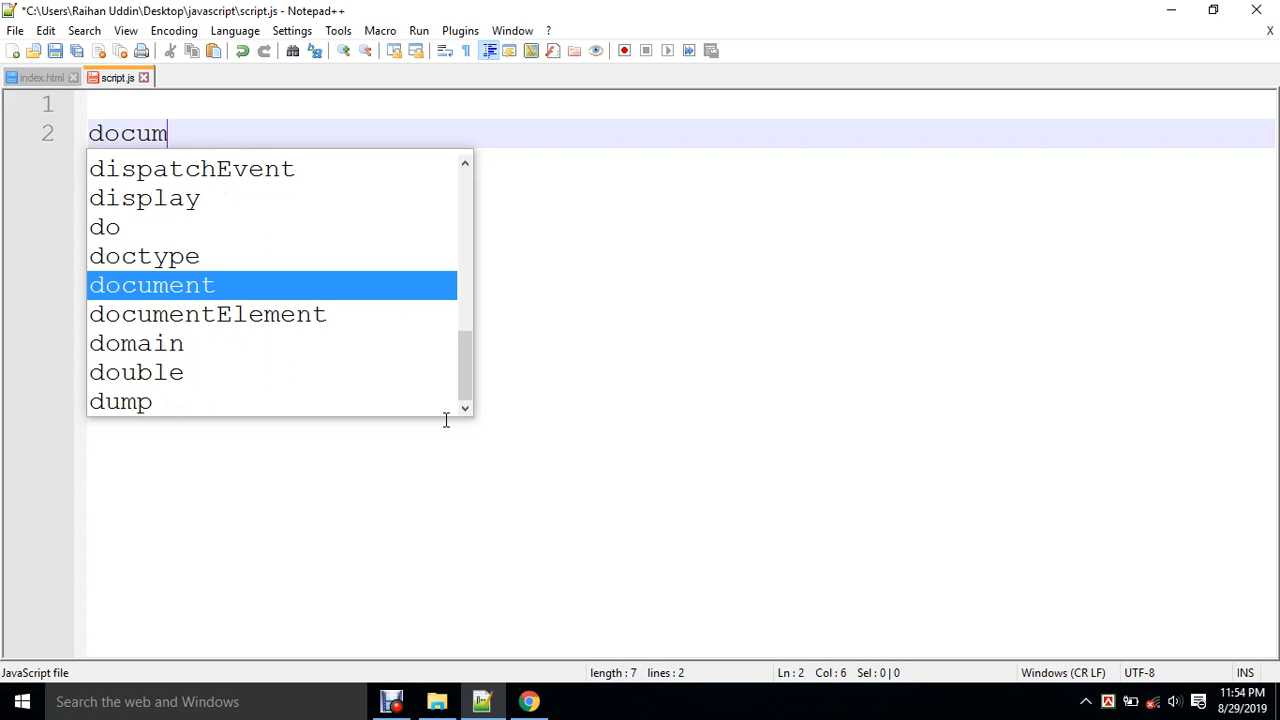 *C:\Users\Raihan Uddin\Desktop\javascript\script.js - Notepad++
File Edit Search View Encoding Language Settings Tools Macro Run Plugins Window ? X
index.html script.js
1
2 docum
dispatchEvent
display
do
doctype
document
documentElement
domain
double
dump
JavaScript file length : 7 lines : 2 Ln : 2 Col : 6 Sel : 0 | 0 Windows (CR LF) UTF-8 INS
Search the web and Windows
11:54 PM
8/29/2019